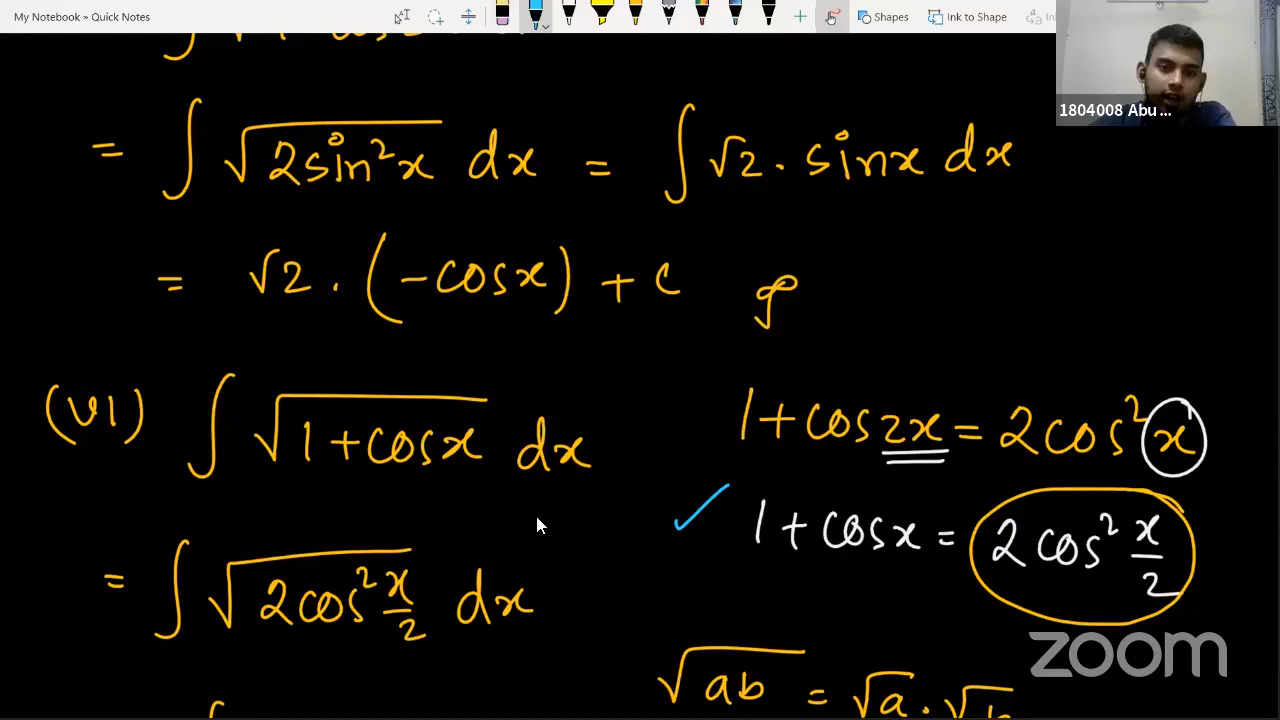 My Notebook » Quick Notes
Shapes
Ink to Shape
1804008 Abu ...
= ∫ √(2sin²x) dx = ∫ √2 · sinx dx
= √2 · (-cosx) + c
(VI) ∫ √(1+cosx) dx
1+cos2x = 2cos²x
1+cosx = 2cos² x/2
= ∫ √(2cos² x/2) dx
√ab = √a · √b
zoom